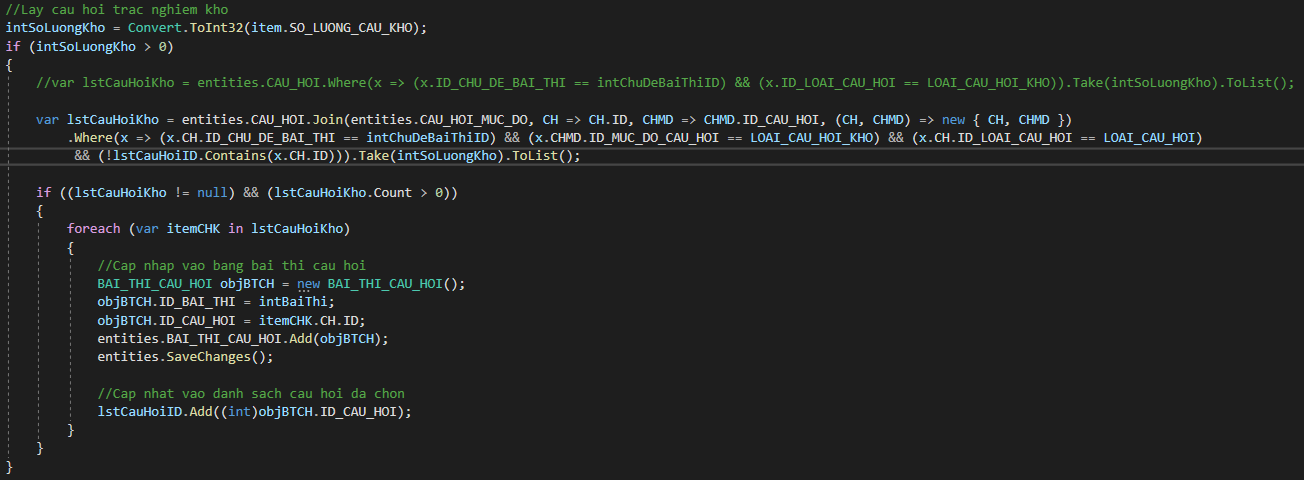 //Lay cau hoi trac nghiem kho
intSoLuongKho = Convert.ToInt32(item.SO_LUONG_CAU_KHO);
if (intSoLuongKho > 0)
{
//var lstCauHoiKho = entities.CAU_HOI.Where(x => (x.ID_CHU_DE_BAI_THI == intChuDeBaiThiID) && (x.ID_LOAI_CAU_HOI == LOAI_CAU_HOI_KHO)).Take(intSoLuongKho).ToList();
var lstCauHoiKho = entities.CAU_HOI.Join(entities.CAU_HOI_MUC_DO, CH => CH.ID, CHMD => CHMD.ID_CAU_HOI, (CH, CHMD) => new { CH, CHMD })
.Where(x => (x.CH.ID_CHU_DE_BAI_THI == intChuDeBaiThiID) && (x.CHMD.ID_MUC_DO_CAU_HOI == LOAI_CAU_HOI_KHO) && (x.CH.ID_LOAI_CAU_HOI == LOAI_CAU_HOI)
&& (!lstCauHoiID.Contains(x.CH.ID))).Take(intSoLuongKho).ToList();
if ((lstCauHoiKho != null) && (lstCauHoiKho.Count > 0))
{
foreach (var itemCHK in lstCauHoiKho)
{
//Cap nhap vao bang bai thi cau hoi
BAI_THI_CAU_HOI objBTCH = new BAI_THI_CAU_HOI();
objBTCH.ID_BAI_THI = intBaiThi;
objBTCH.ID_CAU_HOI = itemCHK.CH.ID;
entities.BAI_THI_CAU_HOI.Add(objBTCH);
entities.SaveChanges();
//Cap nhat vao danh sach cau hoi da chon
lstCauHoiID.Add((int)objBTCH.ID_CAU_HOI);
}
}
}